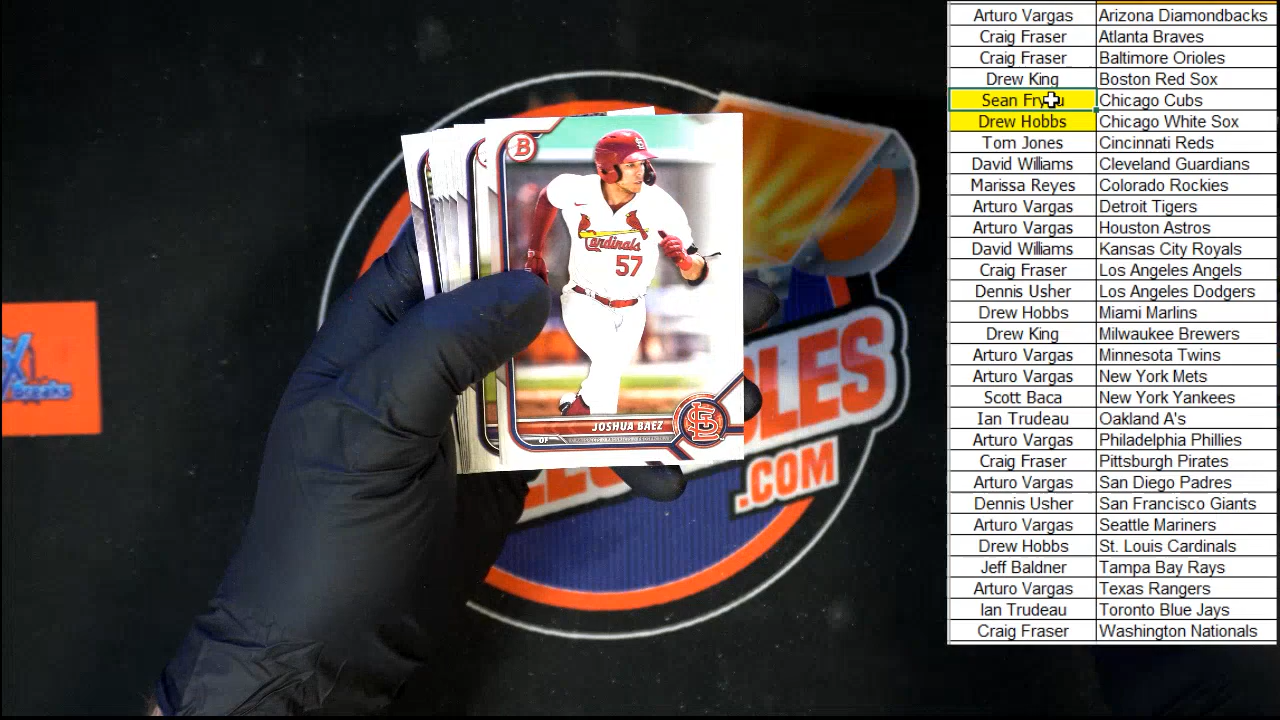 Arturo Vargas Arizona Diamondbacks
Craig Fraser Atlanta Braves
Craig Fraser Baltimore Orioles
Drew King Boston Red Sox
Sean Chicago Cubs
Drew Hobbs Chicago White Sox
Tom Jones Cincinnati Reds
David Williams Cleveland Guardians
Marissa Reyes Colorado Rockies
Arturo Vargas Detroit Tigers
Arturo Vargas Houston Astros
David Williams Kansas City Royals
Craig Fraser Los Angeles Angels
Dennis Usher Los Angeles Dodgers
Drew Hobbs Miami Marlins
Drew King Milwaukee Brewers
Arturo Vargas Minnesota Twins
Arturo Vargas New York Mets
Scott Baca New York Yankees
Ian Trudeau Oakland A's
Arturo Vargas Philadelphia Phillies
Craig Fraser Pittsburgh Pirates
Arturo Vargas San Diego Padres
Dennis Usher San Francisco Giants
Arturo Vargas Seattle Mariners
Drew Hobbs St. Louis Cardinals
Jeff Baldner Tampa Bay Rays
Arturo Vargas Texas Rangers
Ian Trudeau Toronto Blue Jays
Craig Fraser Washington Nationals
B
Cardinals
57
JOSHUA BAEZ
OF
STL
Breaks
.COM